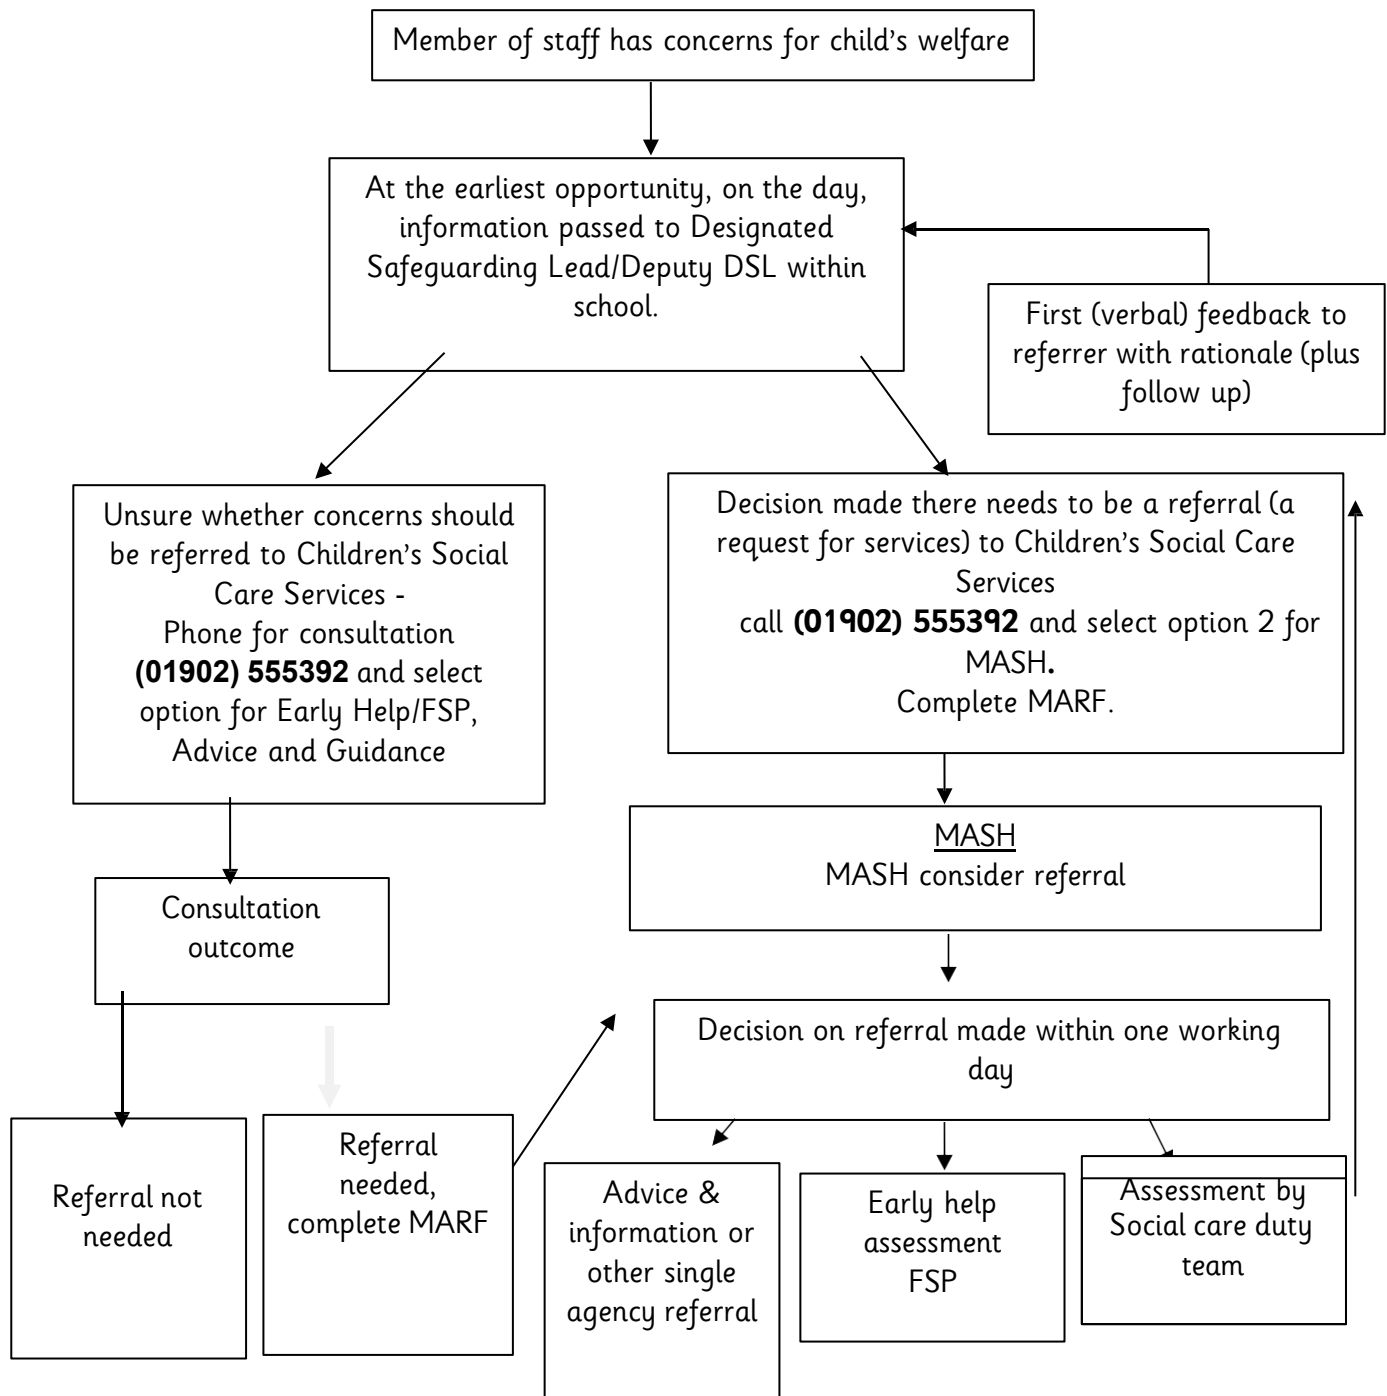 Member of staff has concerns for child's welfare
At the earliest opportunity, on the day,
information passed to Designated
Safeguarding Lead/Deputy DSL within
school.
First (verbal) feedback to
referrer with rationale (plus
follow up)
Unsure whether concerns should
be referred to Children's Social
Care Services -
Phone for consultation
(01902) 555392 and select
option for Early Help/FSP,
Advice and Guidance
Decision made there needs to be a referral (a
request for services) to Children's Social Care
Services
call (01902) 555392 and select option 2 for
MASH.
Complete MARF.
MASH
MASH consider referral
Consultation
outcome
Decision on referral made within one working
day
Referral not
needed
Referral
needed,
complete MARF
Advice &
information or
other single
agency referral
Early help
assessment
FSP
Assessment by
Social care duty
team